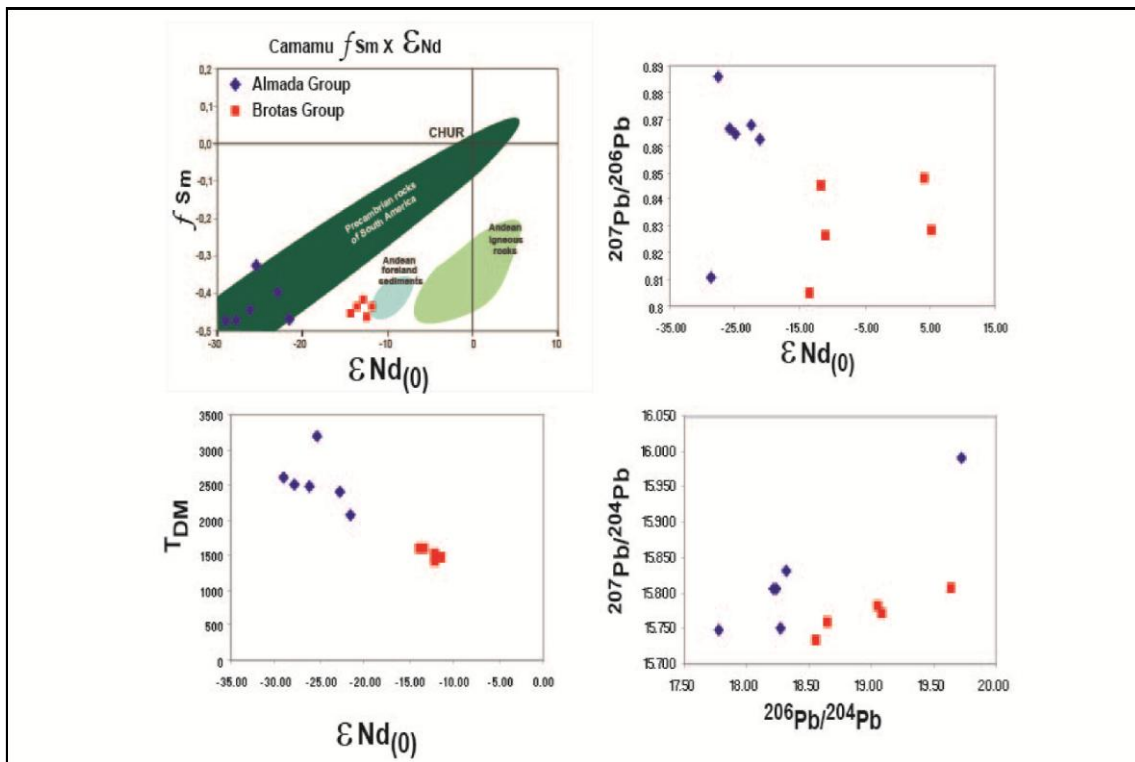 Camamu ƒ Sm X Ɛ Nd
0,2
0,1
0,0
-0,1
-0,2
-0,3
-0,4
-0,5
ƒ Sm
Almada Group
Brotas Group
CHUR
Precambrian rocks
of South America
Andean
foreland
sediments
Andean
igneous
rocks
-30
-20
-10
0
10
Ɛ Nd(0)
207Pb/206Pb
0.89
0.88
0.87
0.86
0.85
0.84
0.83
0.82
0.81
0.8
-35.00
-25.00
-15.00
-5.00
5.00
15.00
Ɛ Nd(0)
TDM
3500
3000
2500
2000
1500
1000
500
0
-35.00
-30.00
-25.00
-20.00
-15.00
-10.00
-5.00
0.00
Ɛ Nd(0)
207Pb/204Pb
16.050
16.000
15.950
15.900
15.850
15.800
15.750
15.700
17.50
18.00
18.50
19.00
19.50
20.00
206Pb/204Pb